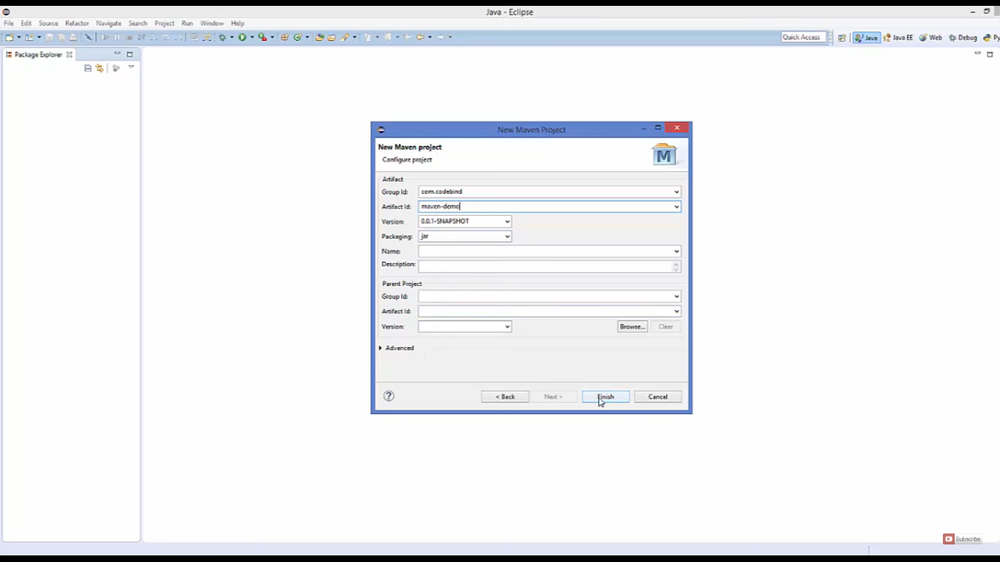 Java - Eclipse
File Edit Source Refactor Navigate Search Project Run Window Help
Quick Access Java Java EE Web Debug Py
Package Explorer
New Maven Project
New Maven project
Configure project
M
Artifact
Group Id: com.codebind
Artifact Id: maven-demo
Version: 0.0.1-SNAPSHOT
Packaging: jar
Name:
Description:
Parent Project
Group Id:
Artifact Id:
Version: Browse... Clear
Advanced
? < Back Next > Finish Cancel
Subscribe